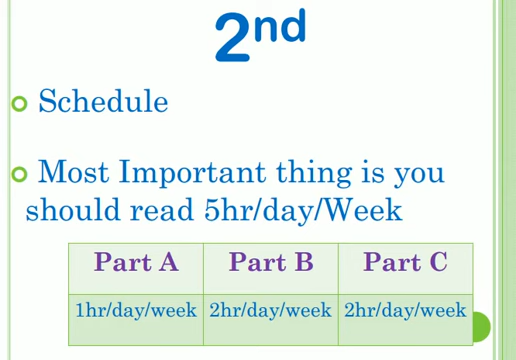 2nd
Schedule
Most Important thing is you
should read 5hr/day/Week
Part A Part B Part C
1hr/day/week 2hr/day/week 2hr/day/week